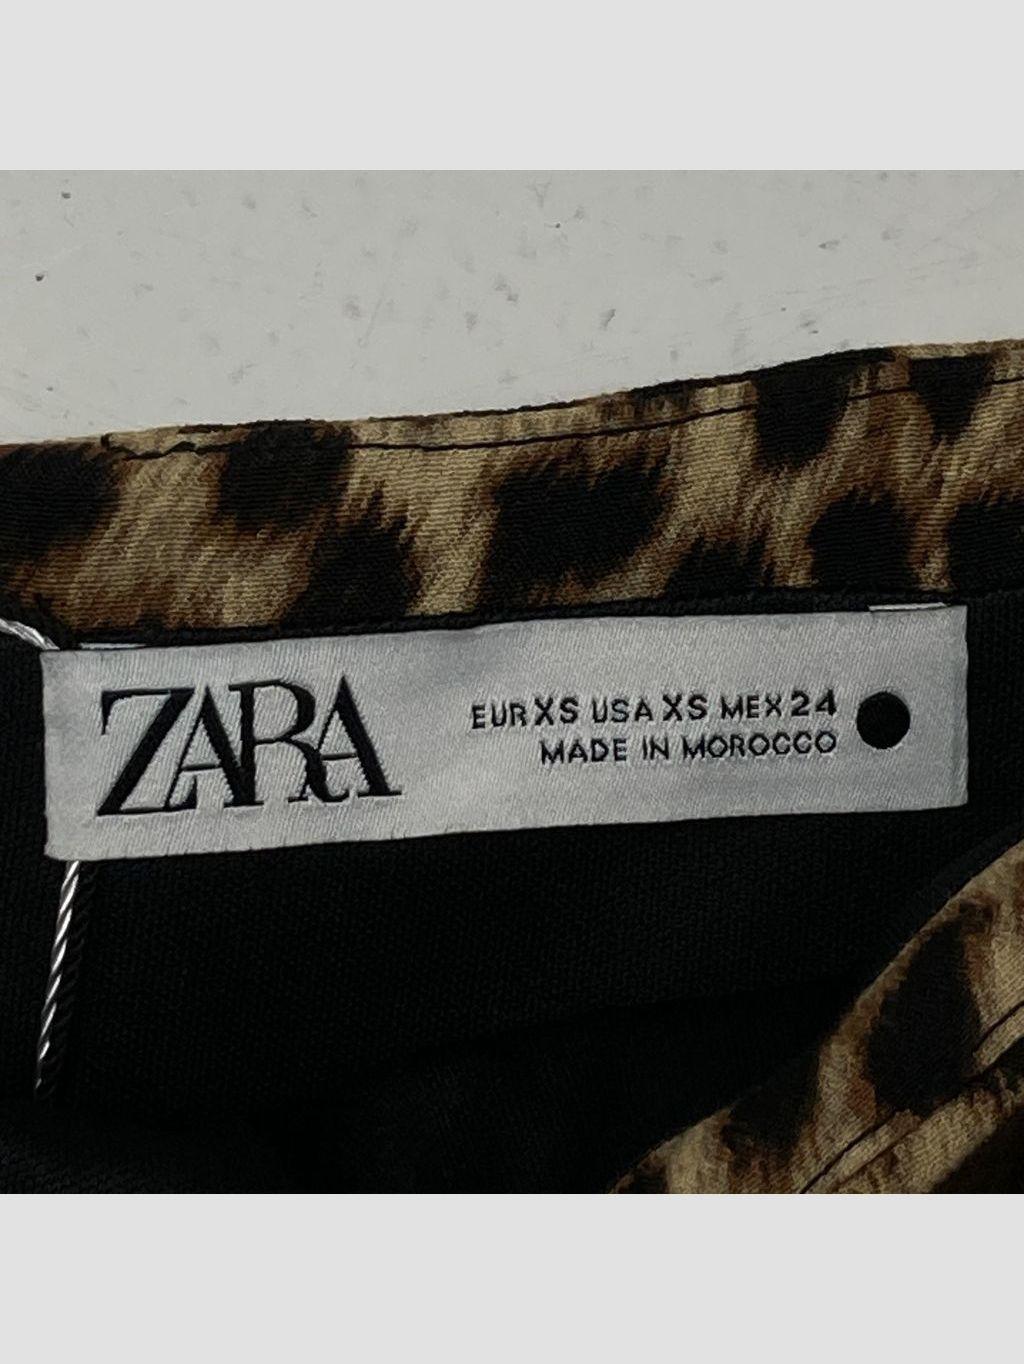 ZARA
EUR XS USA XS MEX 24
MADE IN MOROCCO